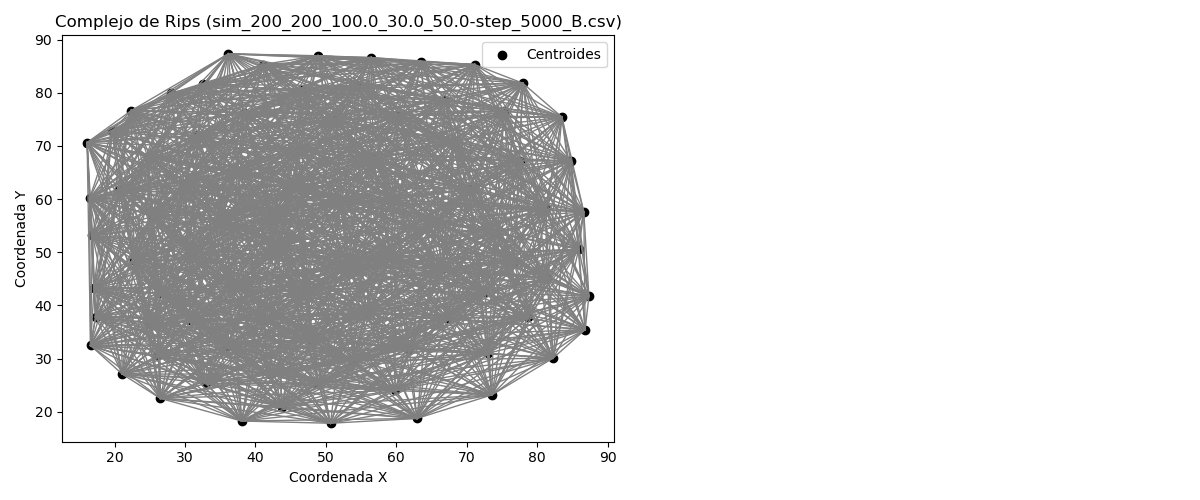 Complejo de Rips (sim_200_200_100.0_30.0_50.0-step_5000_B.csv)
Centroides
90
80
70
60
50
40
30
20
Coordenada Y
20 30 40 50 60 70 80 90
Coordenada X